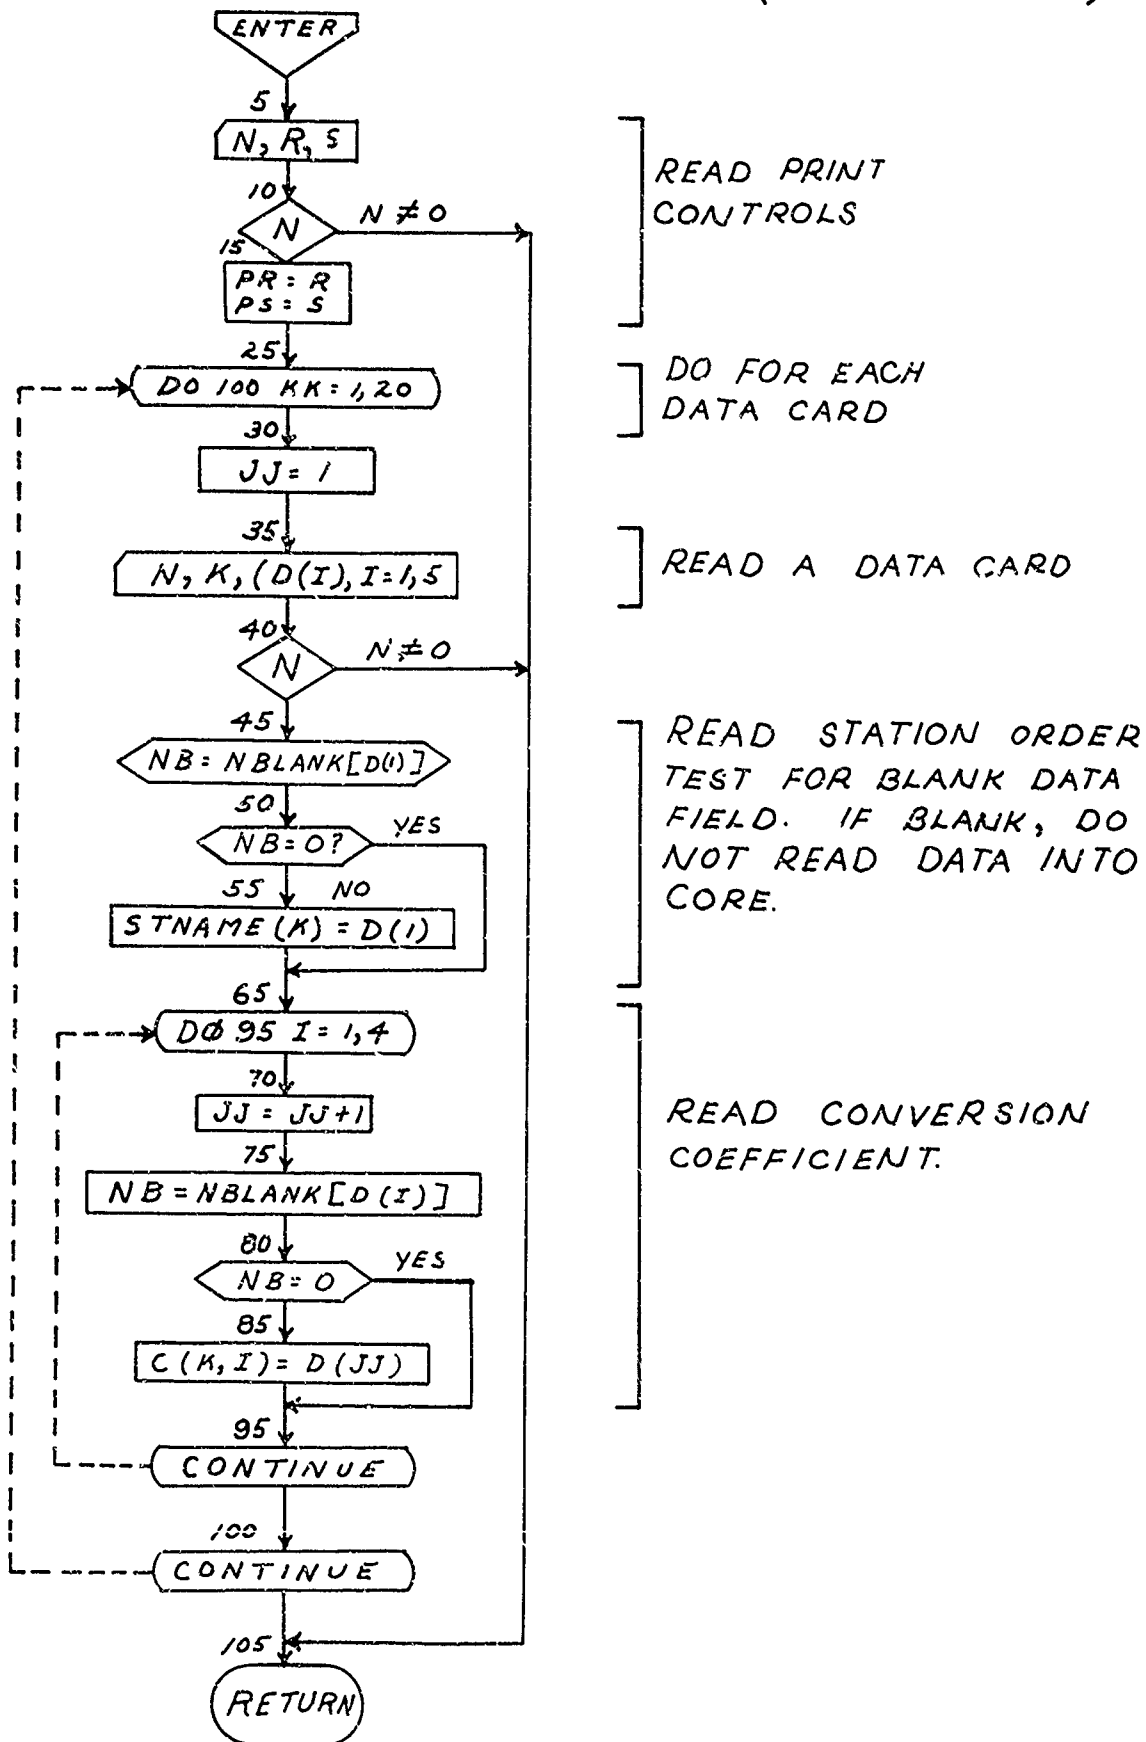 ENTER
5
N, R, S
10
N
N ≠ 0
15
PR = R
PS = S
READ PRINT
CONTROLS
25
DO 100 KK = 1,20
DO FOR EACH
DATA CARD
30
JJ = 1
35
N, K, (D(I), I=1,5
READ A DATA CARD
40
N
N ≠ 0
45
NB = NBLANK[D(1)]
50
NB = 0?
YES
55
NO
STNAME (K) = D(1)
READ STATION ORDER
TEST FOR BLANK DATA
FIELD. IF BLANK, DO
NOT READ DATA INTO
CORE.
65
DØ 95 I = 1,4
70
JJ = JJ+1
75
NB = NBLANK[D(I)]
80
NB = 0
YES
85
C(K,I) = D(JJ)
READ CONVERSION
COEFFICIENT.
95
CONTINUE
100
CONTINUE
105
RETURN